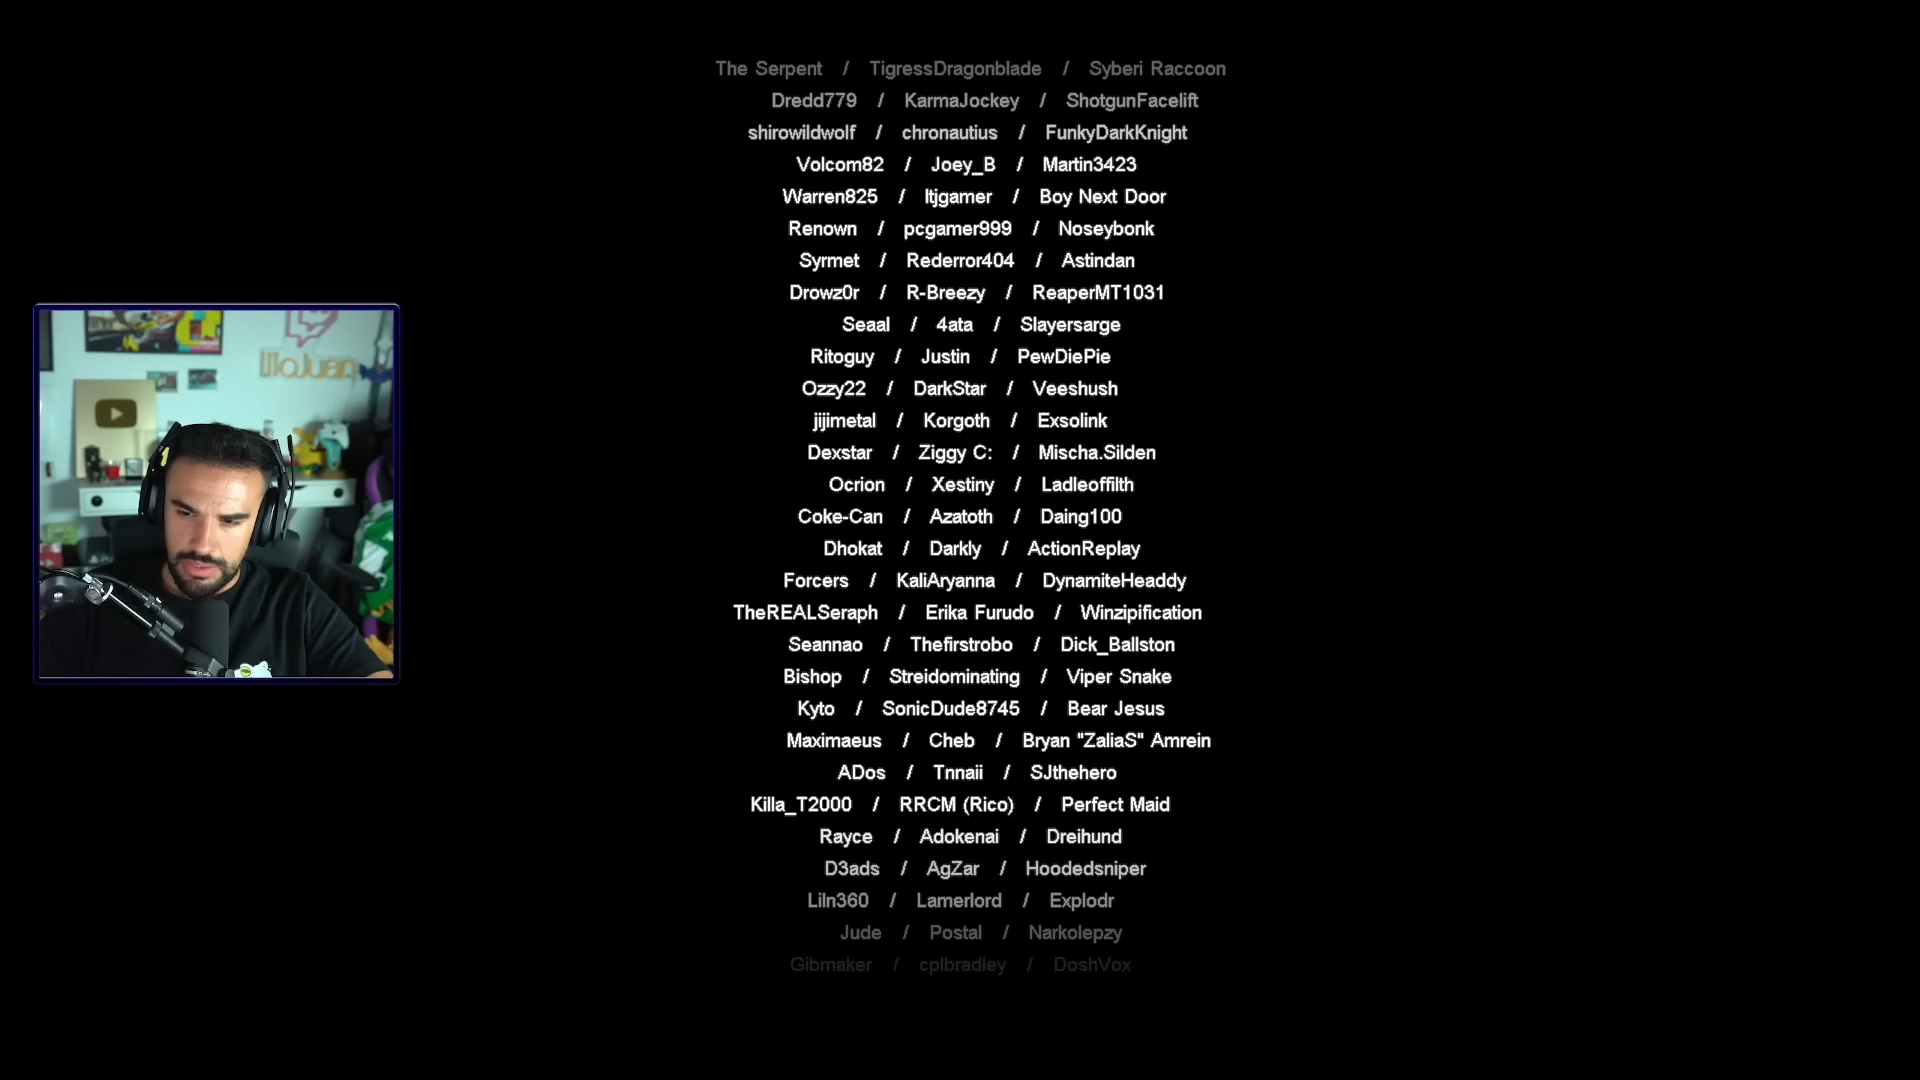 The Serpent / TigressDragonblade / Syberi Raccoon
Dredd779 / KarmaJockey / ShotgunFacelift
shirowildwolf / chronautius / FunkyDarkKnight
Volcom82 / Joey_B / Martin3423
Warren825 / ltjgamer / Boy Next Door
Renown / pcgamer999 / Noseybonk
Syrmet / Rederror404 / Astindan
Drowz0r / R-Breezy / ReaperMT1031
Seaal / 4ata / Slayersarge
Ritoguy / Justin / PewDiePie
Ozzy22 / DarkStar / Veeshush
jijimetal / Korgoth / Exsolink
Dexstar / Ziggy C: / Mischa.Silden
Ocrion / Xestiny / Ladleoffilth
Coke-Can / Azatoth / Daing100
Dhokat / Darkly / ActionReplay
Forcers / KaliAryanna / DynamiteHeaddy
TheREALSeraph / Erika Furudo / Winzipification
Seannao / Thefirstrobo / Dick_Ballston
Bishop / Streidominating / Viper Snake
Kyto / SonicDude8745 / Bear Jesus
Maximaeus / Cheb / Bryan "ZaliaS" Amrein
ADos / Tnnaii / SJthehero
Killa_T2000 / RRCM (Rico) / Perfect Maid
Rayce / Adokenai / Dreihund
D3ads / AgZar / Hoodedsniper
Liln360 / Lamerlord / Explodr
Jude / Postal / Narkolepzy
Gibmaker / cplbradley / DoshVox
IlloJuan